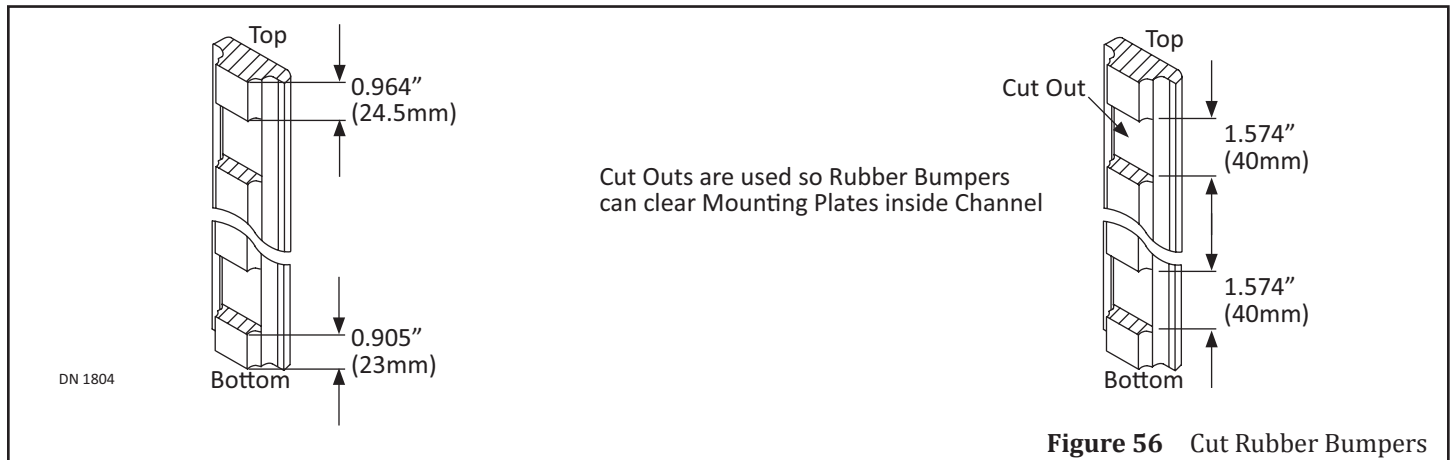 Top
0.964”
(24.5mm)
0.905”
(23mm)
Bottom
DN 1804
Cut Outs are used so Rubber Bumpers
can clear Mounting Plates inside Channel
Top
Cut Out
1.574”
(40mm)
1.574”
(40mm)
Bottom
Figure 56 Cut Rubber Bumpers